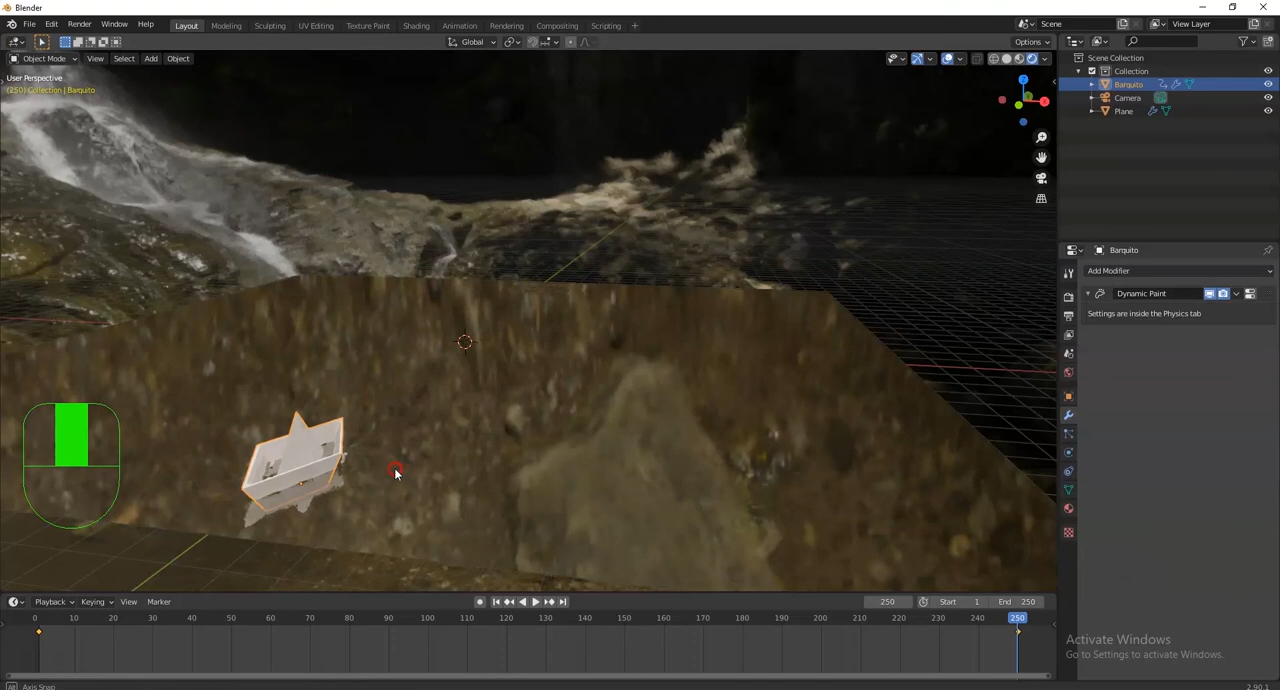 Blender
File Edit Render Window Help Layout Modeling Sculpting UV Editing Texture Paint Shading Animation Rendering Compositing Scripting + Scene View Layer
Global Options
Object Mode View Select Add Object
User Perspective
(250) Collection | Barquito
Scene Collection
Collection
Barquito
Camera
Plane
Barquito
Add Modifier
Dynamic Paint
Settings are inside the Physics tab
Playback Keying View Marker 250 Start 1 End 250
0 10 20 30 40 50 60 70 80 90 100 110 120 130 140 150 160 170 180 190 200 210 220 230 240 250
Activate Windows
Go to Settings to activate Windows.
Alt Axis Snap 2.90.1